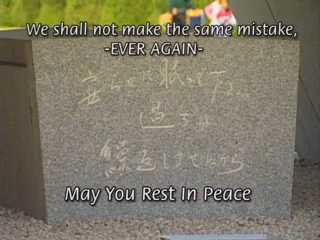 We shall not make the same mistake,
-EVER AGAIN-
安らかに眠って下さい
過ちは
繰返しませぬから
May You Rest In Peace